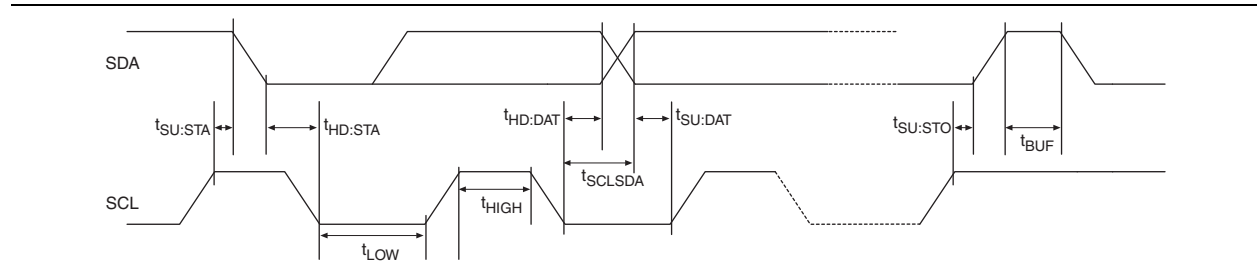 SDA
tSU:STA
tHD:STA
tHD:DAT
tSU:DAT
tSU:STO
tBUF
tSCLSDA
SCL
tHIGH
tLOW